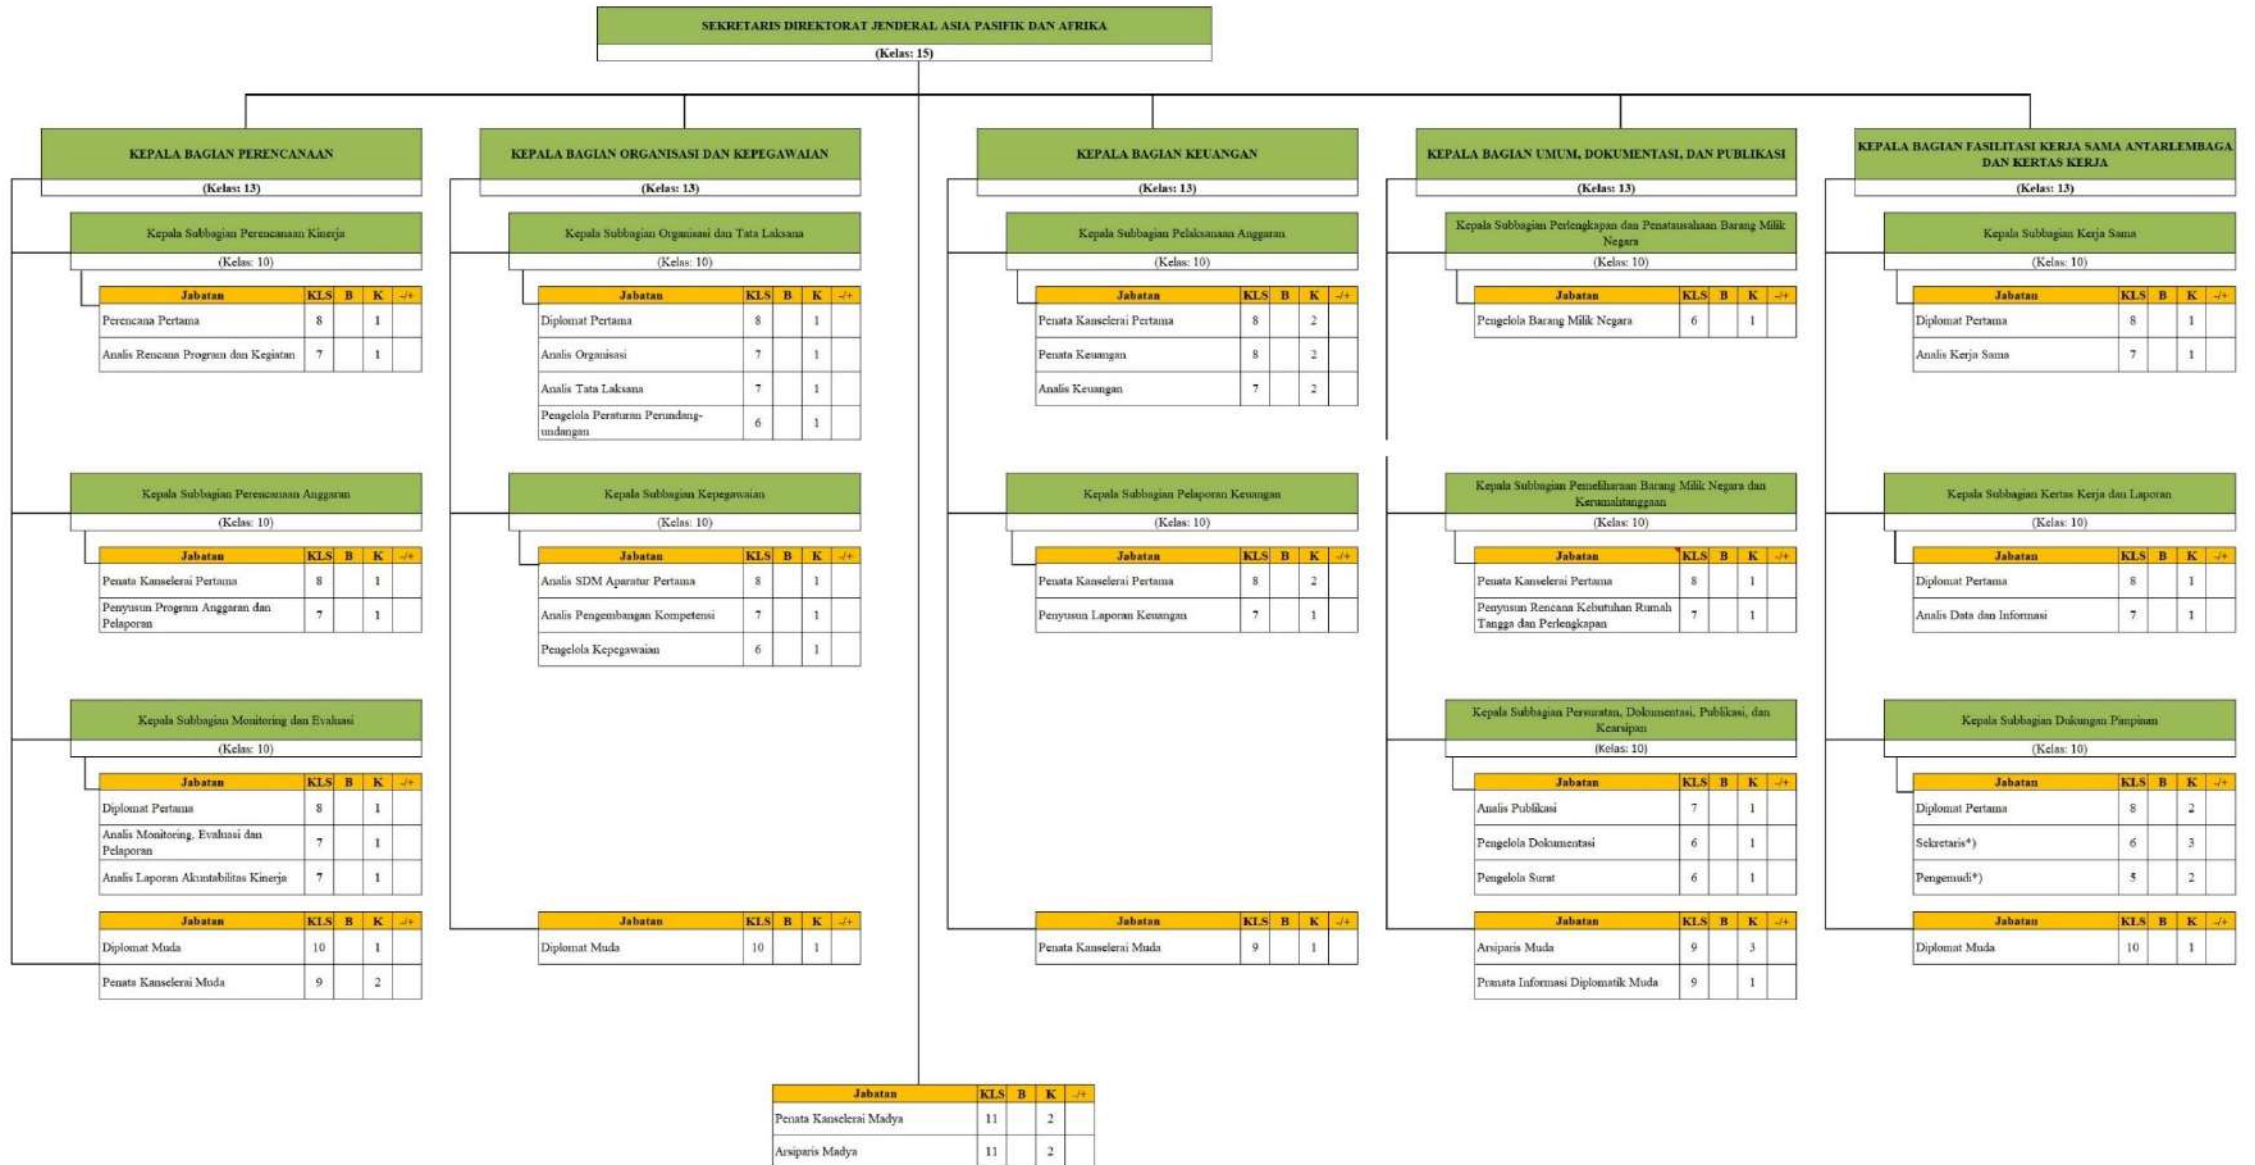 SEKRETARIS DIREKTORAT JENDERAL ASIA PASIFIK DAN AFRIKA
(Kelas: 15)
KEPALA BAGIAN PERENCANAAN
(Kelas: 13)
Kepala Subbagian Perencanaan Kinerja
(Kelas: 10)
Jabatan KLS B K -/+
Perencana Pertama 8 1
Analis Rencana Program dan Kegiatan 7 1
Kepala Subbagian Perencanaan Anggaran
(Kelas: 10)
Jabatan KLS B K -/+
Penata Kanselerai Pertama 8 1
Penyusun Program Anggaran dan
Pelaporan 7 1
Kepala Subbagian Monitoring dan Evaluasi
(Kelas: 10)
Jabatan KLS B K -/+
Diplomat Pertama 8 1
Analis Monitoring, Evaluasi dan
Pelaporan 7 1
Analis Laporan Akuntabilitas Kinerja 7 1
Jabatan KLS B K -/+
Diplomat Muda 10 1
Penata Kanselerai Muda 9 2
KEPALA BAGIAN ORGANISASI DAN KEPEGAWAIAN
(Kelas: 13)
Kepala Subbagian Organisasi dan Tata Laksana
(Kelas: 10)
Jabatan KLS B K -/+
Diplomat Pertama 8 1
Analis Organisasi 7 1
Analis Tata Laksana 7 1
Pengelola Peraturan Perundang-
undangan 6 1
Kepala Subbagian Kepegawaian
(Kelas: 10)
Jabatan KLS B K -/+
Analis SDM Aparatur Pertama 8 1
Analis Pengembangan Kompetensi 7 1
Pengelola Kepegawaian 6 1
Jabatan KLS B K -/+
Diplomat Muda 10 1
KEPALA BAGIAN KEUANGAN
(Kelas: 13)
Kepala Subbagian Pelaksanaan Anggaran
(Kelas: 10)
Jabatan KLS B K -/+
Penata Kanselerai Pertama 8 2
Penata Keuangan 8 2
Analis Keuangan 7 2
Kepala Subbagian Pelaporan Keuangan
(Kelas: 10)
Jabatan KLS B K -/+
Penata Kanselerai Pertama 8 2
Penyusun Laporan Keuangan 7 1
Jabatan KLS B K -/+
Penata Kanselerai Muda 9 1
KEPALA BAGIAN UMUM, DOKUMENTASI, DAN PUBLIKASI
(Kelas: 13)
Kepala Subbagian Perlengkapan dan Penatausahaan Barang Milik
Negara
(Kelas: 10)
Jabatan KLS B K -/+
Pengelola Barang Milik Negara 6 1
Kepala Subbagian Pemeliharaan Barang Milik Negara dan
Kerumahtanggaan
(Kelas: 10)
Jabatan KLS B K -/+
Penata Kanselerai Pertama 8 1
Penyusun Rencana Kebutuhan Rumah
Tangga dan Perlengkapan 7 1
Kepala Subbagian Persuratan, Dokumentasi, Publikasi, dan
Kearsipan
(Kelas: 10)
Jabatan KLS B K -/+
Analis Publikasi 7 1
Pengelola Dokumentasi 6 1
Pengelola Surat 6 1
Jabatan KLS B K -/+
Arsiparis Muda 9 3
Pranata Informasi Diplomatik Muda 9 1
KEPALA BAGIAN FASILITASI KERJA SAMA ANTARLEMBAGA
DAN KERTAS KERJA
(Kelas: 13)
Kepala Subbagian Kerja Sama
(Kelas: 10)
Jabatan KLS B K -/+
Diplomat Pertama 8 1
Analis Kerja Sama 7 1
Kepala Subbagian Kertas Kerja dan Laporan
(Kelas: 10)
Jabatan KLS B K -/+
Diplomat Pertama 8 1
Analis Data dan Informasi 7 1
Kepala Subbagian Dukungan Pimpinan
(Kelas: 10)
Jabatan KLS B K -/+
Diplomat Pertama 8 2
Sekretaris*) 6 3
Pengemudi*) 5 2
Jabatan KLS B K -/+
Diplomat Muda 10 1
Jabatan KLS B K -/+
Penata Kanselerai Madya 11 2
Arsiparis Madya 11 2